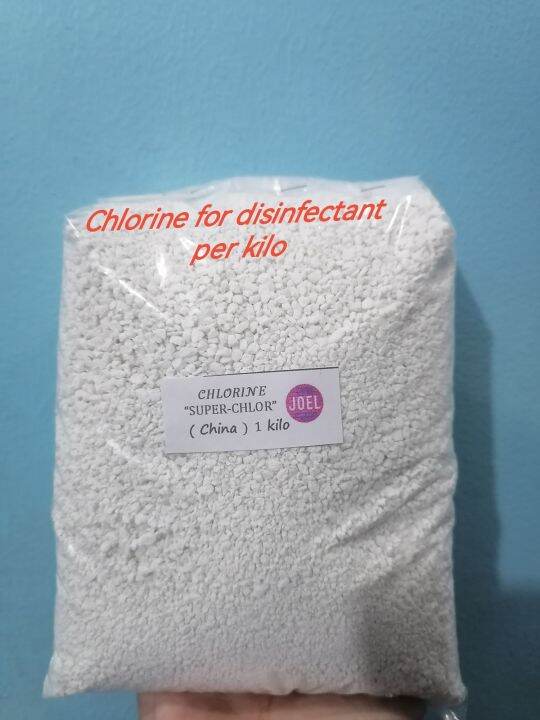 Chlorine for disinfectant
per kilo
CHLORINE
"SUPER-CHLOR"
JOEL
( China ) 1 kilo